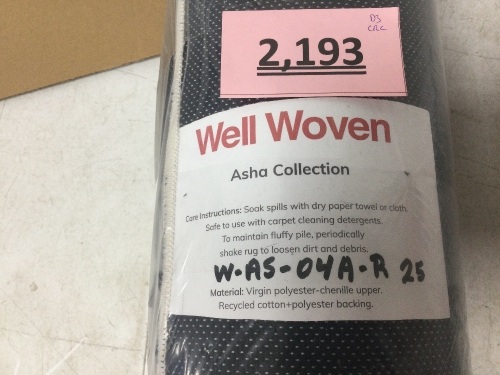 D3
CRC
2,193
Well Woven
Asha Collection
Care Instructions: Soak spills with dry paper towel or cloth.
Safe to use with carpet cleaning detergents.
To maintain fluffy pile, periodically
shake rug to loosen dirt and debris.
W-AS-04A-R 25
Material: Virgin polyester-chenille upper.
Recycled cotton+polyester backing.